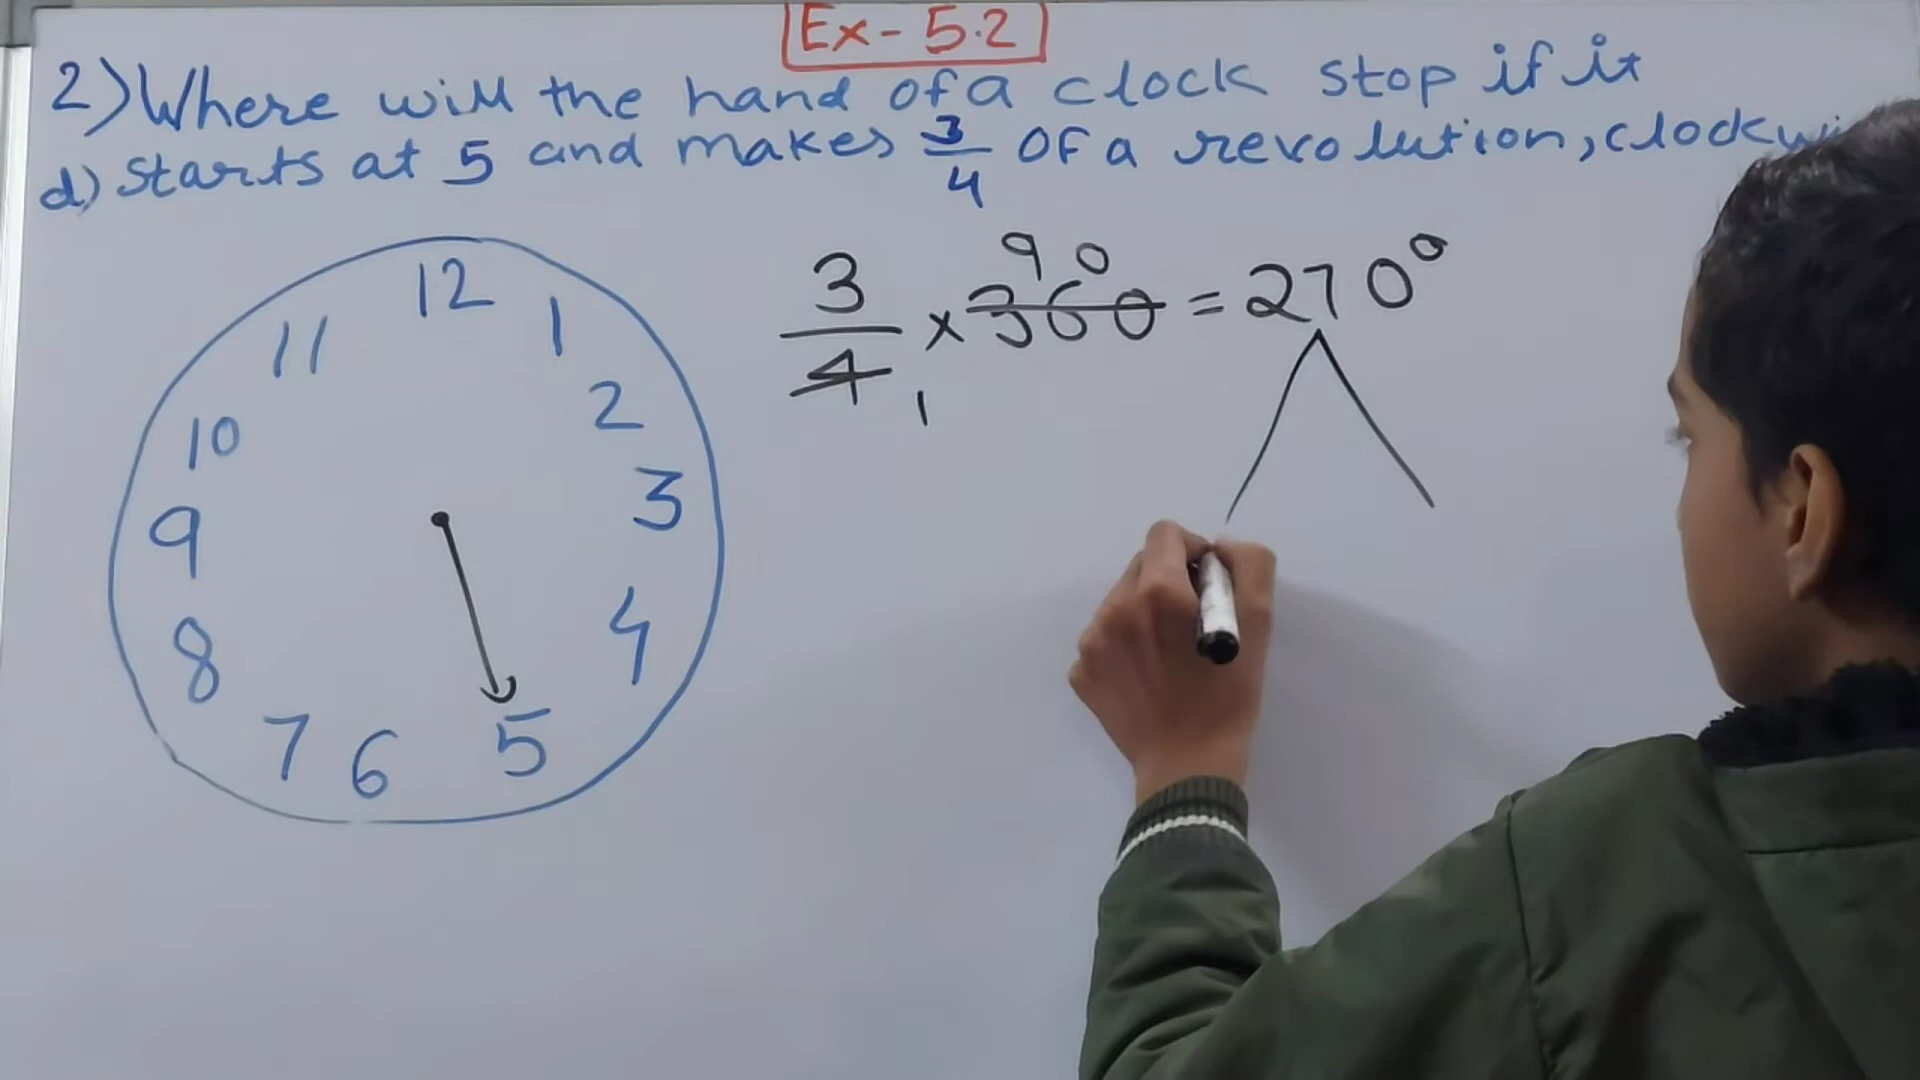 Ex- 5.2
2) Where will the hand of a clock stop if it
d) starts at 5 and makes 3/4 of a revolution,
3/4 x 360 = 270°
90
1
12
11 1
10 2
9 3
8 4
7 6 5